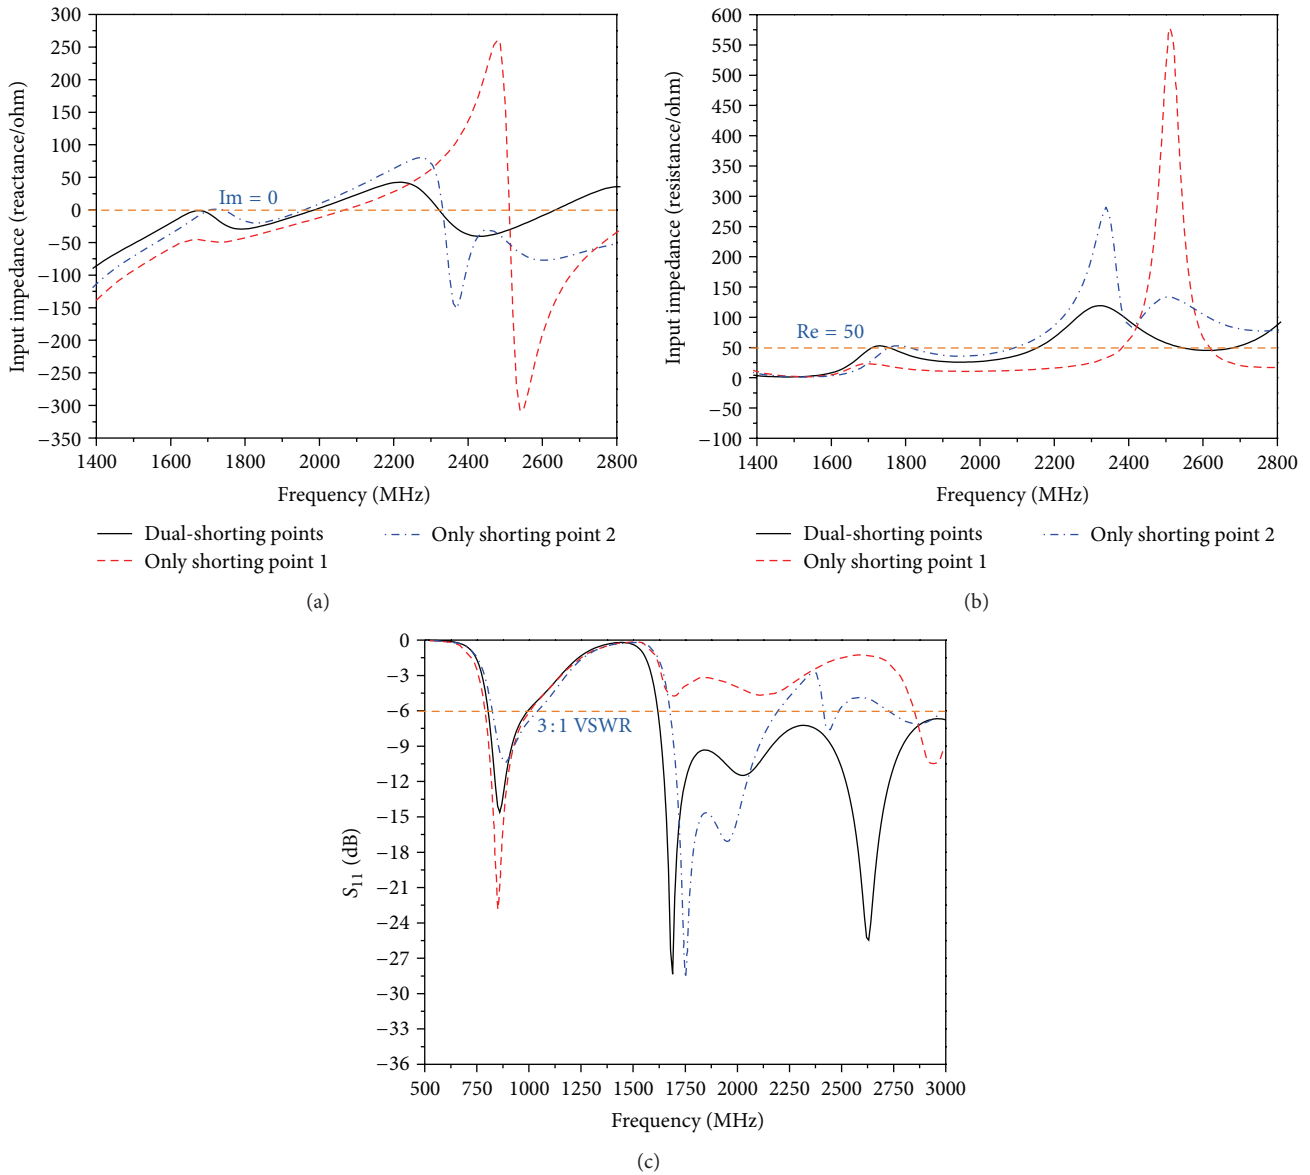 300
250
200
150
100
50
0
−50
−100
−150
−200
−250
−300
−350
Input impedance (reactance/ohm)
Im = 0
1400 1600 1800 2000 2200 2400 2600 2800
Frequency (MHz)
Dual-shorting points
Only shorting point 1
Only shorting point 2
(a)
600
550
500
450
400
350
300
250
200
150
100
50
0
−50
−100
Input impedance (resistance/ohm)
Re = 50
1400 1600 1800 2000 2200 2400 2600 2800
Frequency (MHz)
Dual-shorting points
Only shorting point 1
Only shorting point 2
(b)
0
−3
−6
−9
−12
−15
−18
−21
−24
−27
−30
−33
−36
S11 (dB)
3 : 1 VSWR
500 750 1000 1250 1500 1750 2000 2250 2500 2750 3000
Frequency (MHz)
(c)